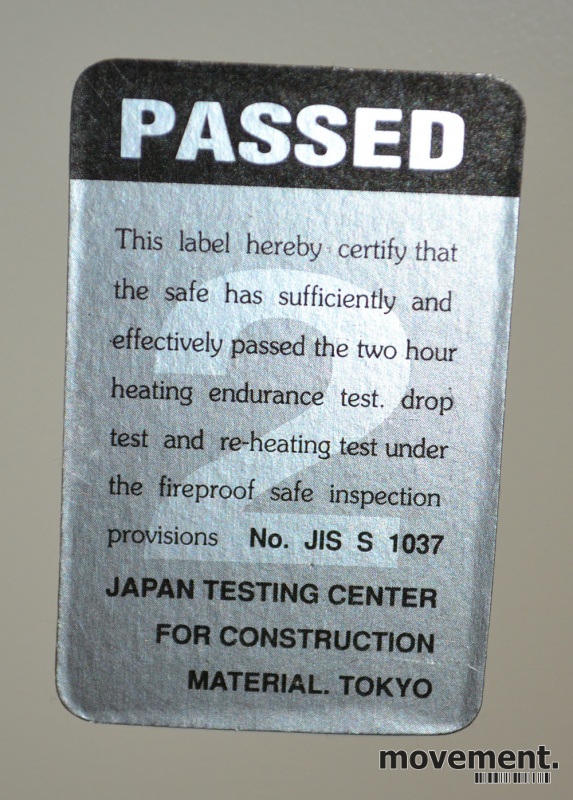 PASSED
This label hereby certify that
the safe has sufficiently and
effectively passed the two hour
heating endurance test. drop
test and re-heating test under
the fireproof safe inspection
provisions No. JIS S 1037
2
JAPAN TESTING CENTER
FOR CONSTRUCTION
MATERIAL. TOKYO
movement.